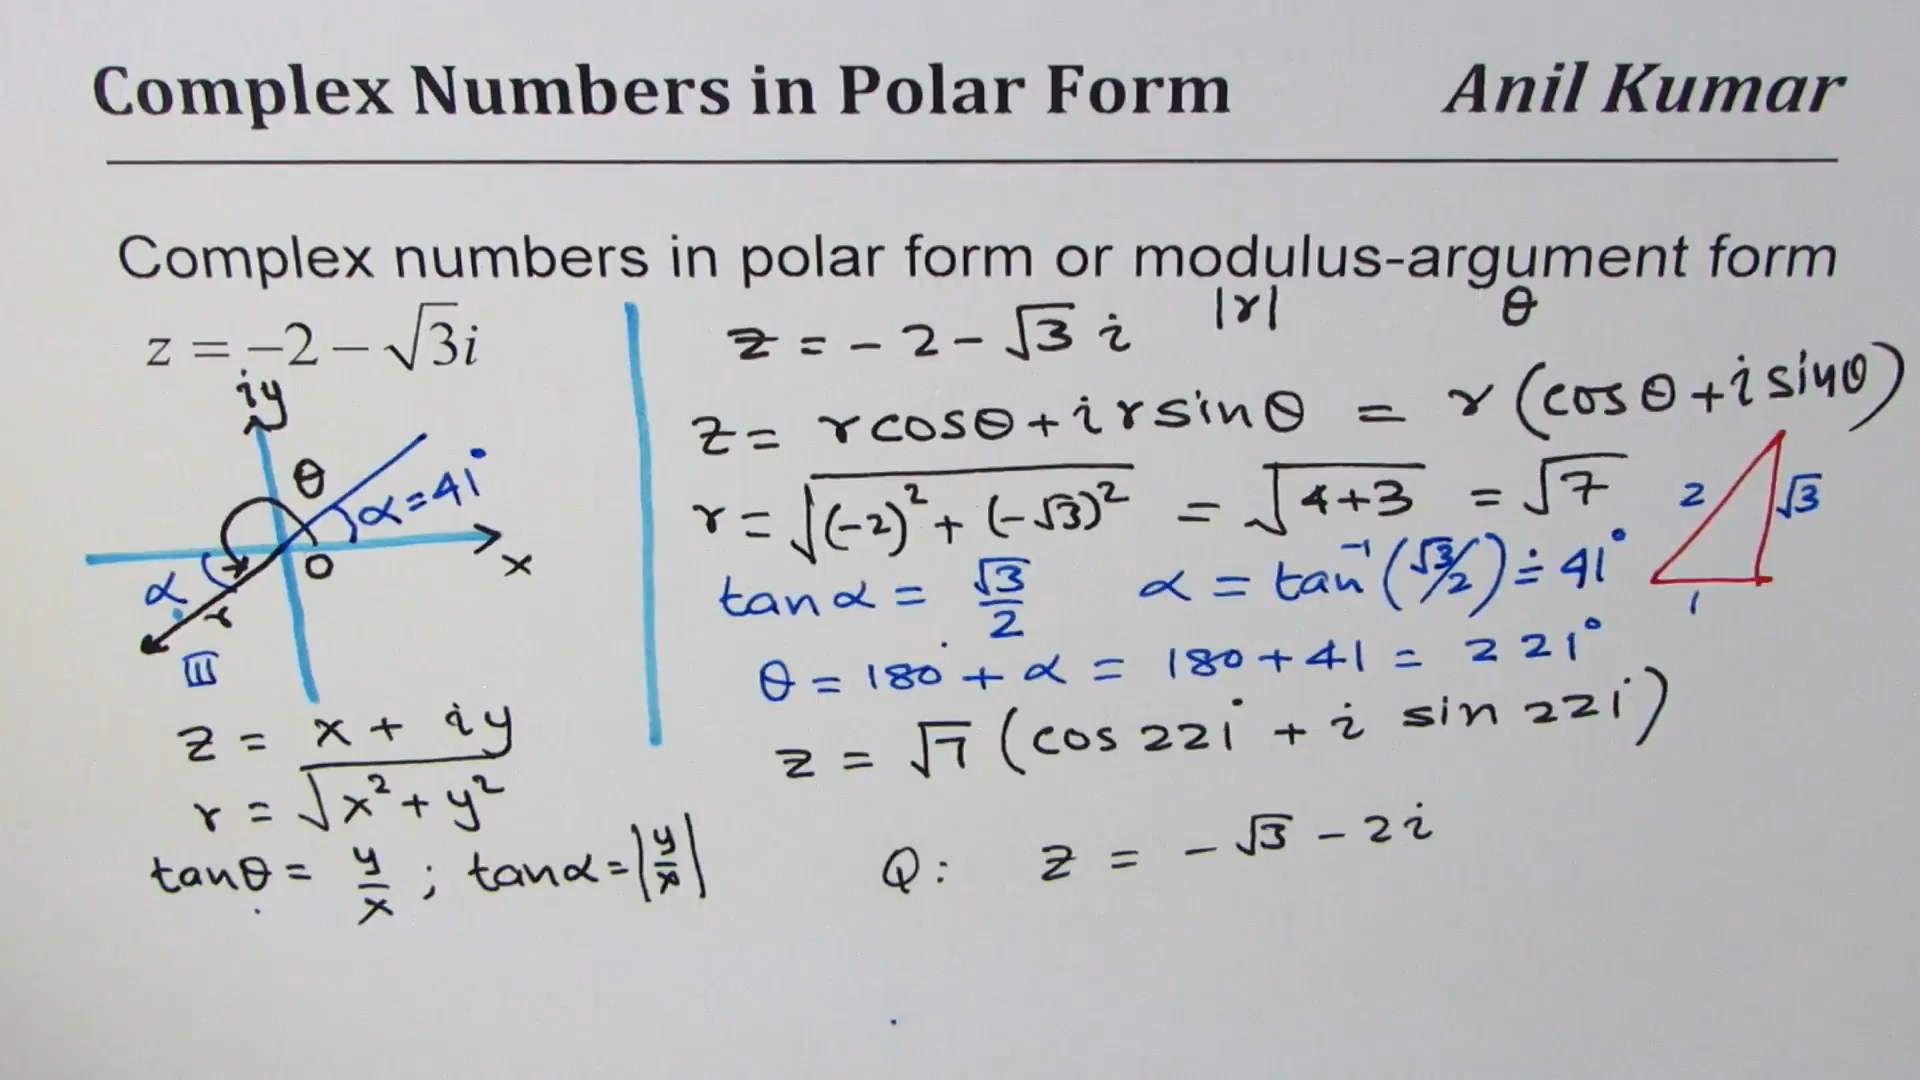 Complex Numbers in Polar Form Anil Kumar
Complex numbers in polar form or modulus-argument form
|r| θ
z = −2 − √3i
iy
θ
α = 41°
x
O
α
r
III
z = x + iy
r = √x² + y²
tanθ = y/x ; tanα = |y/x|
z = -2 - √3 i
z = r cosθ + i r sinθ = r (cosθ + i sinθ)
r = √(-2)² + (-√3)² = √4+3 = √7
2 √3
1
tanα = √3/2 α = tan⁻¹(√3/2) ≐ 41°
θ = 180 + α = 180 + 41 = 221°
z = √7 (cos 221° + i sin 221°)
Q: z = -√3 - 2i